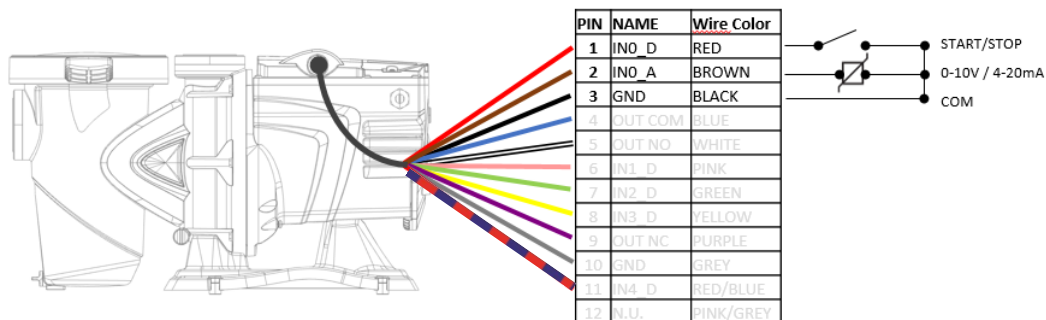 PIN NAME Wire Color
1 IN0_D RED
2 IN0_A BROWN
3 GND BLACK
4 OUT COM BLUE
5 OUT NO WHITE
6 IN1_D PINK
7 IN2_D GREEN
8 IN3_D YELLOW
9 OUT NC PURPLE
10 GND GREY
11 IN4_D RED/BLUE
12 N.U. PINK/GREY
START/STOP
0-10V / 4-20mA
COM